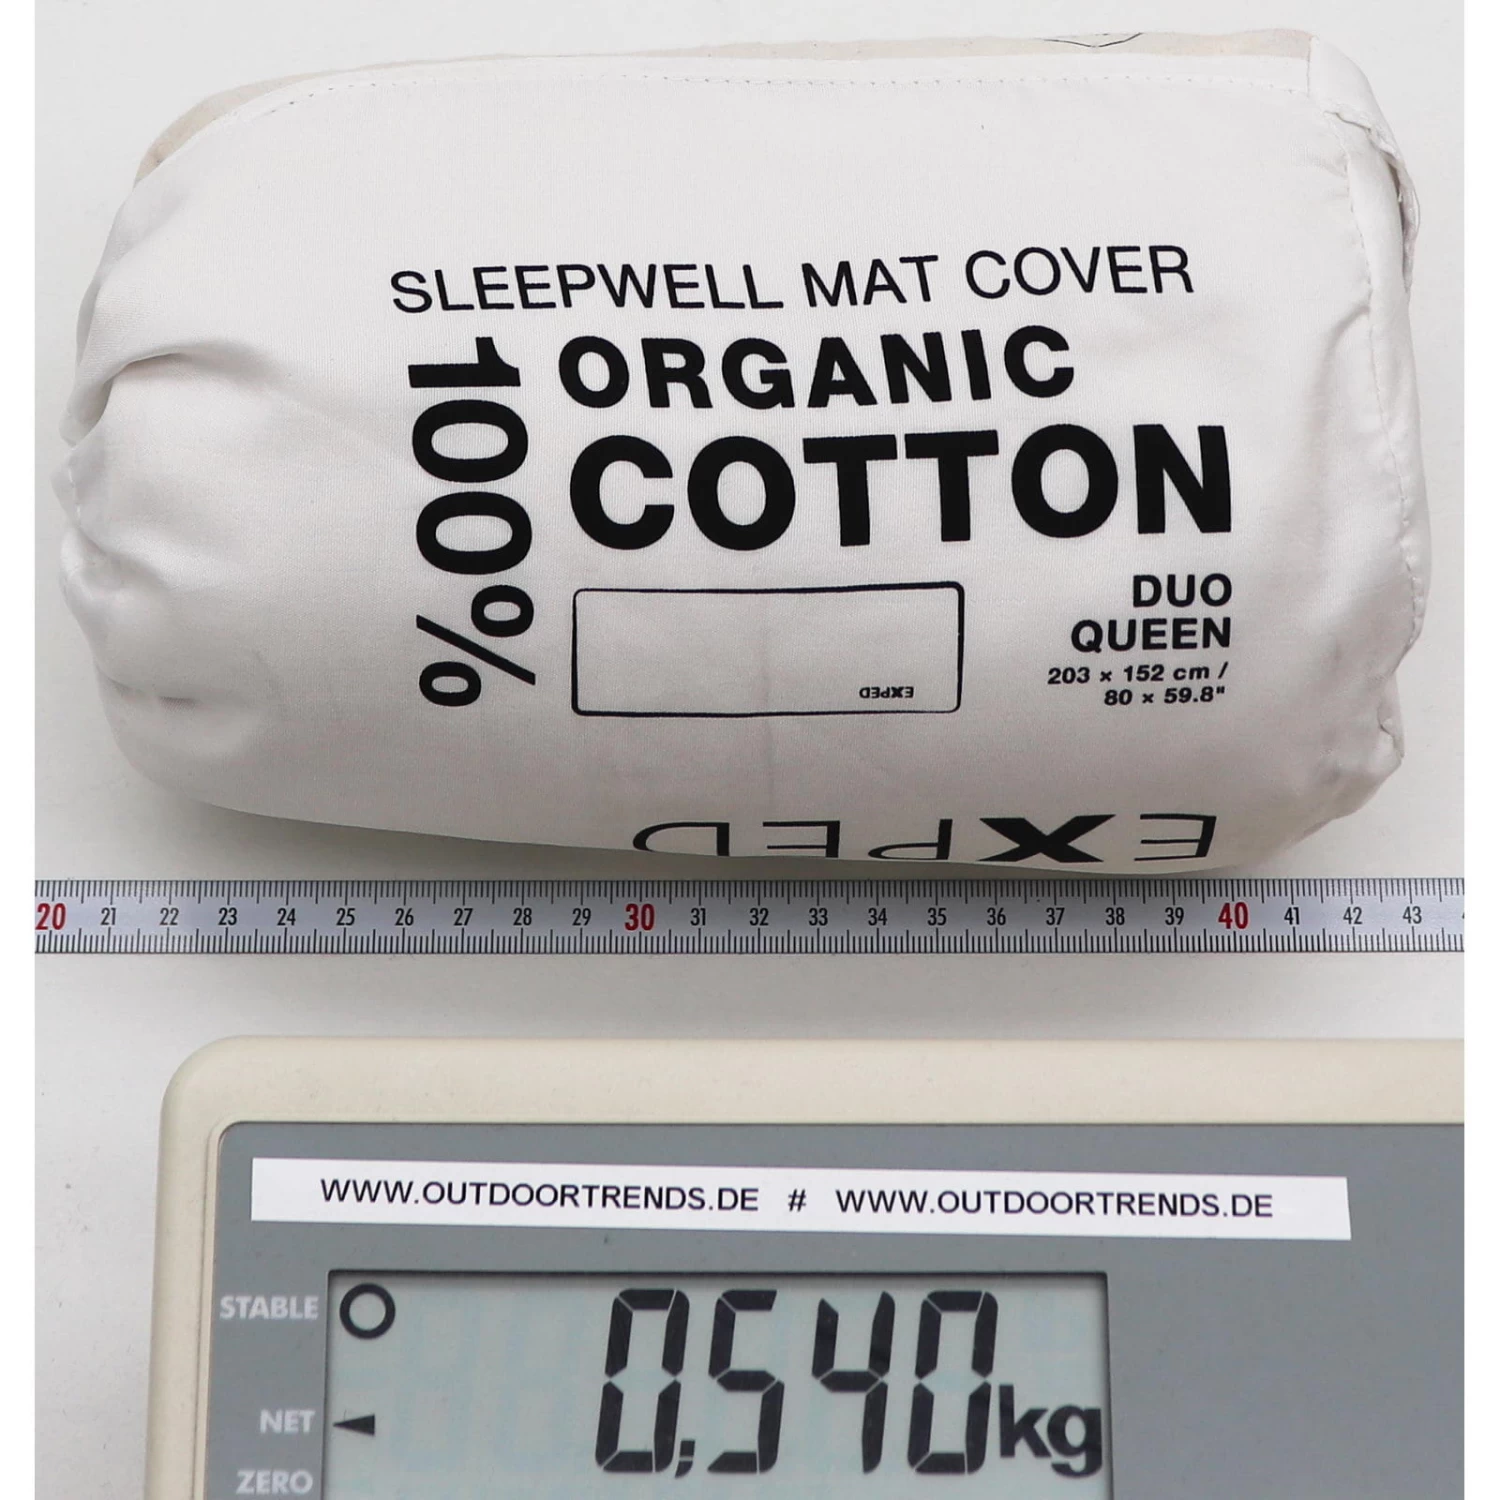 SLEEPWELL MAT COVER
100%
ORGANIC
COTTON
DUO
QUEEN
203 × 152 cm /
80 × 59.8"
EXPED
EXPED
20 21 22 23 24 25 26 27 28 29 30 31 32 33 34 35 36 37 38 39 40 41 42 43
WWW.OUTDOORTRENDS.DE # WWW.OUTDOORTRENDS.DE
STABLE
0,540kg
NET
ZERO